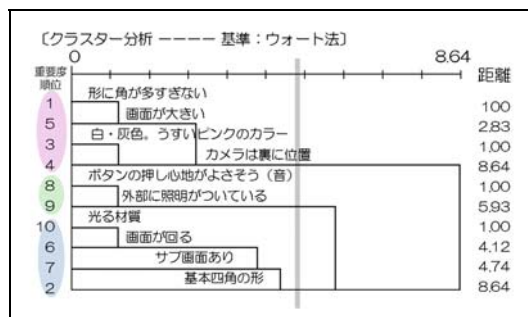 〔クラスター分析 ーーーー 基準：ウォート法〕
0 8.64
重要度順位 距離
形に角が多すぎない
1 100
画面が大きい
5 2.83
白・灰色。うすいピンクのカラー
3 1.00
カメラは裏に位置
4 8.64
ボタンの押し心地がよさそう（音）
8 1.00
外部に照明がついている
9 5.93
光る材質
10 1.00
画面が回る
6 4.12
サブ画面あり
7 4.74
基本四角の形
2 8.64